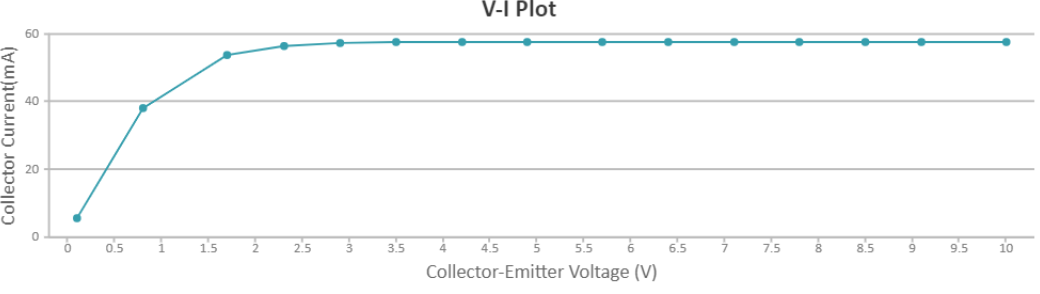 V-I Plot
Collector Current(mA)
60
40
20
0
0 0.5 1 1.5 2 2.5 3 3.5 4 4.5 5 5.5 6 6.5 7 7.5 8 8.5 9 9.5 10
Collector-Emitter Voltage (V)